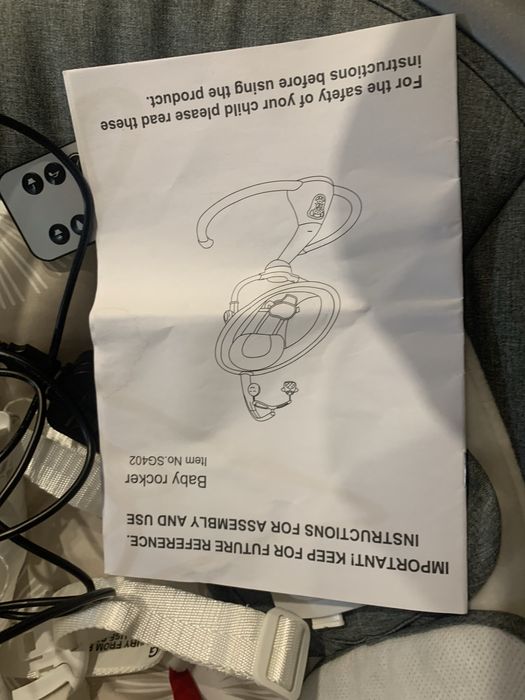 IMPORTANT! KEEP FOR FUTURE REFERENCE.
INSTRUCTIONS FOR ASSEMBLY AND USE
Baby rocker
Item No.SG402
For the safety of your child please read these
instructions before using the product.